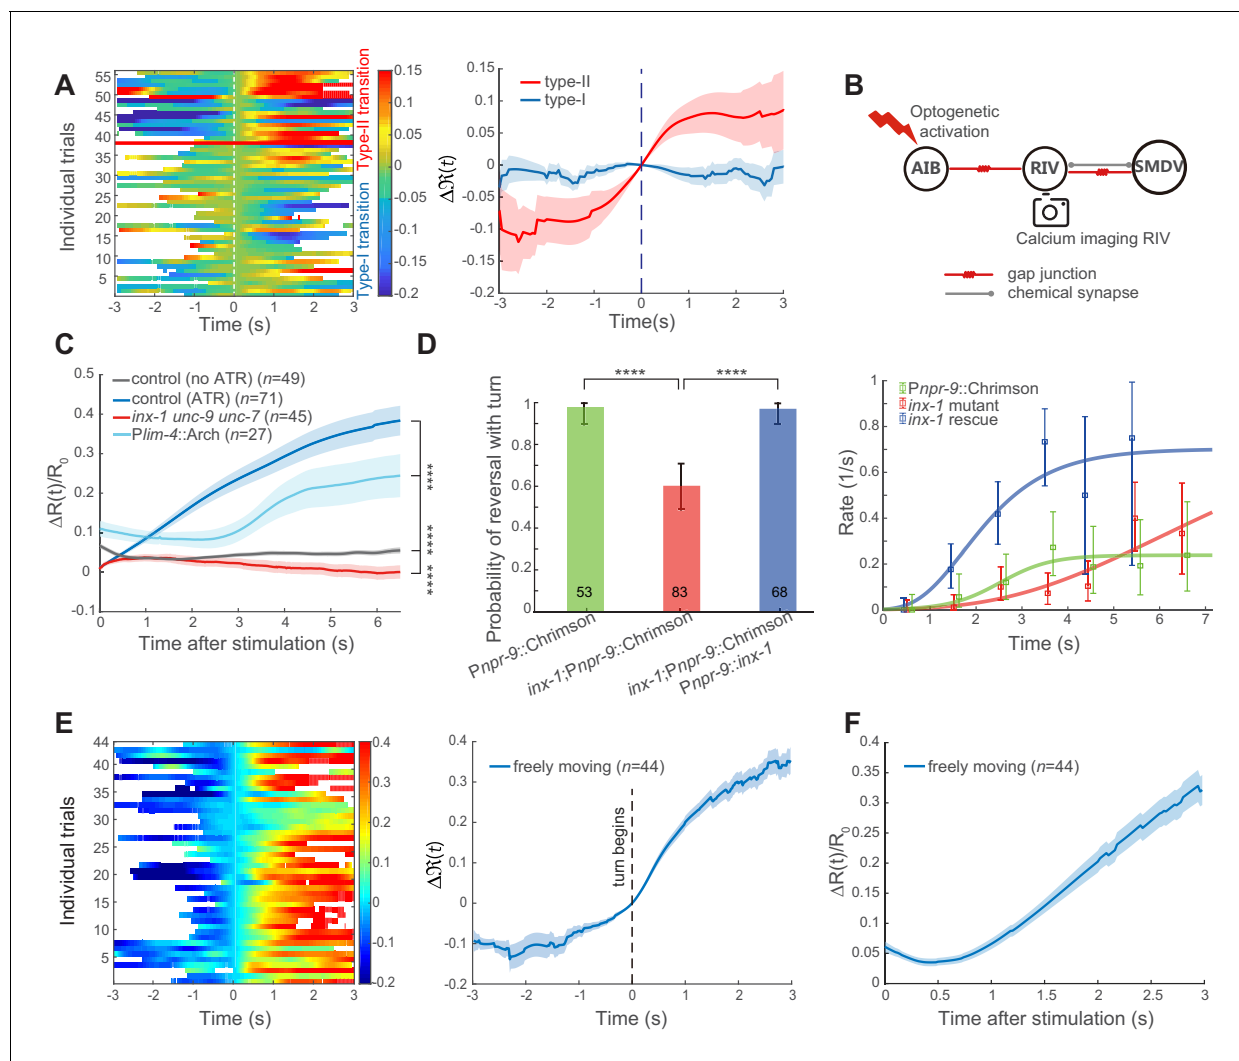 A
55
50
45
40
35
30
25
20
15
10
5
Individual trials
-3 -2 -1 0 1 2 3
Time (s)
0.15
0.1
0.05
0
-0.05
-0.1
-0.15
-0.2
Type-I transition
Type-II transition
0.15
0.1
0.05
0
-0.05
-0.1
-0.15
-0.2
Δℜ(t)
type-II
type-I
-3 -2 -1 0 1 2 3
Time(s)
B
Optogenetic
activation
AIB
RIV
SMDV
Calcium imaging RIV
gap junction
chemical synapse
C
0.5
0.4
0.3
0.2
0.1
0
-0.1
ΔR(t)/R0
control (no ATR) (n=49)
control (ATR) (n=71)
inx-1 unc-9 unc-7 (n=45)
Plim-4::Arch (n=27)
****
****
****
0 1 2 3 4 5 6
Time after stimulation (s)
D
**** ****
1
0.8
0.6
0.4
0.2
0
Probability of reversal with turn
53 83 68
Pnpr-9::Chrimson
inx-1;Pnpr-9::Chrimson
inx-1;Pnpr-9::Chrimson
Pnpr-9::inx-1
1
0.8
0.6
0.4
0.2
0
Rate (1/s)
Pnpr-9::Chrimson
inx-1 mutant
inx-1 rescue
0 1 2 3 4 5 6 7
Time (s)
E
44
40
35
30
25
20
15
10
5
Individual trials
-3 -2 -1 0 1 2 3
Time (s)
0.4
0.3
0.2
0.1
0
-0.1
-0.2
0.4
0.3
0.2
0.1
0
-0.1
-0.2
Δℜ(t)
freely moving (n=44)
turn begins
-3 -2 -1 0 1 2 3
Time (s)
F
0.4
0.35
0.3
0.25
0.2
0.15
0.1
0.05
0
ΔR(t)/R0
freely moving (n=44)
0 0.5 1 1.5 2 2.5 3
Time after stimulation (s)